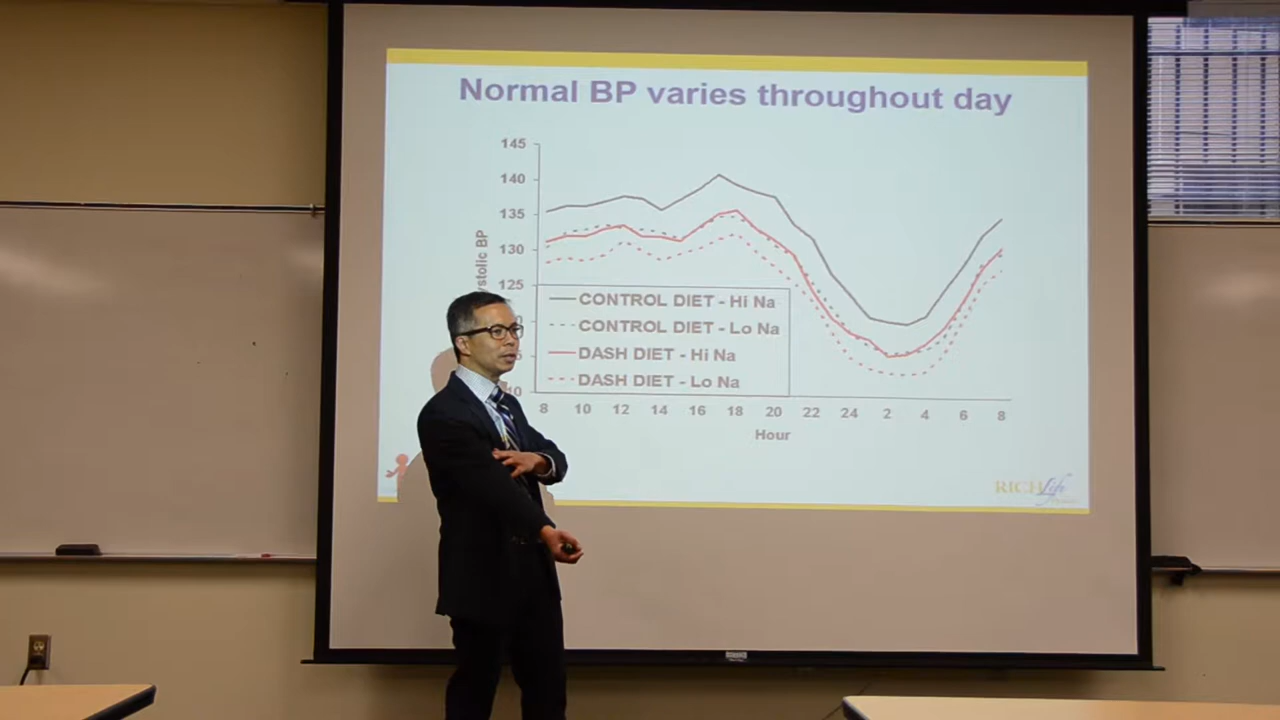 Normal BP varies throughout day
145
140
135
130
125
CONTROL DIET - Hi Na
CONTROL DIET - Lo Na
DASH DIET - Hi Na
DASH DIET - Lo Na
8 10 12 14 16 18 20 22 24 2 4 6 8
Hour
BP
RICH Life